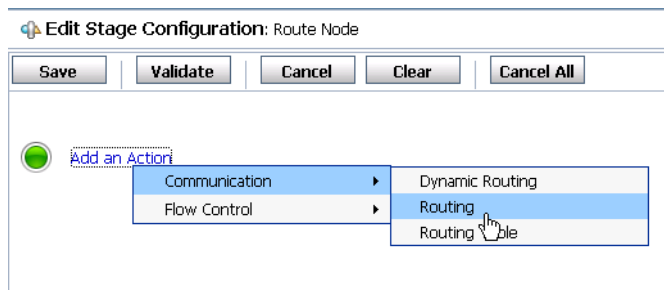 Edit Stage Configuration: Route Node
Save Validate Cancel Clear Cancel All
Add an Action
Communication Dynamic Routing
Flow Control Routing
Routing